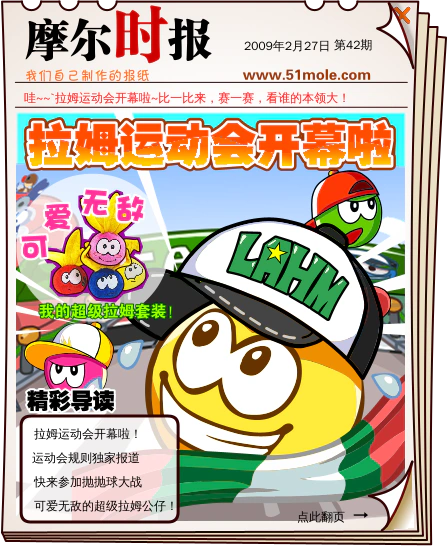 摩尔时报
2009年2月27日 第42期
我们自己制作的报纸
www.51mole.com
哇~~`拉姆运动会开幕啦~比一比来，赛一赛，看谁的本领大！
拉姆运动会开幕啦
可爱无敌
LAHM
我的超级拉姆套装！
精彩导读
拉姆运动会开幕啦！
运动会规则独家报道
快来参加抛抛球大战
可爱无敌的超级拉姆公仔！
点此翻页 →